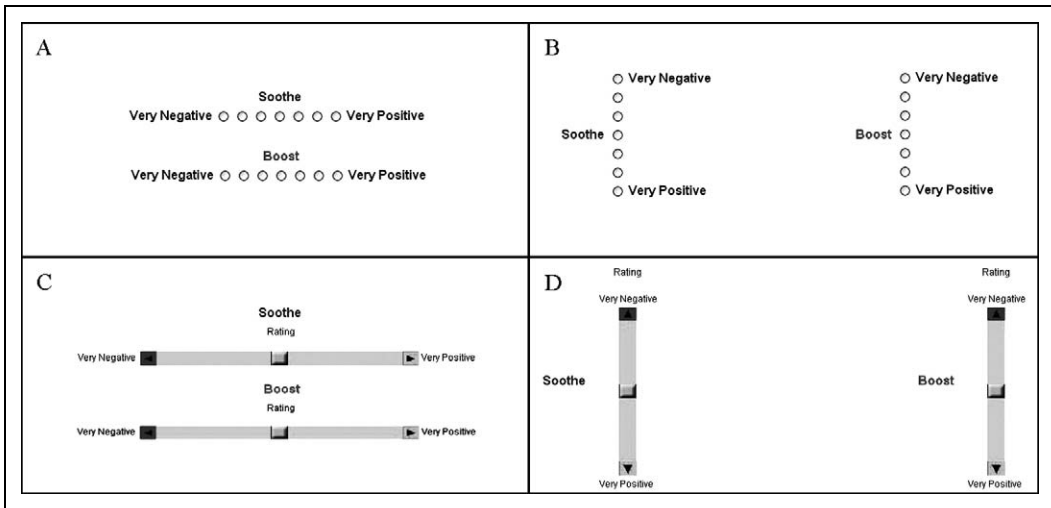 A
Soothe
Very Negative Very Positive
Boost
Very Negative Very Positive
B
Very Negative Very Negative
Soothe Boost
Very Positive Very Positive
C
Soothe
Rating
Very Negative Very Positive
Boost
Rating
Very Negative Very Positive
D
Rating Rating
Very Negative Very Negative
Soothe Boost
Very Positive Very Positive